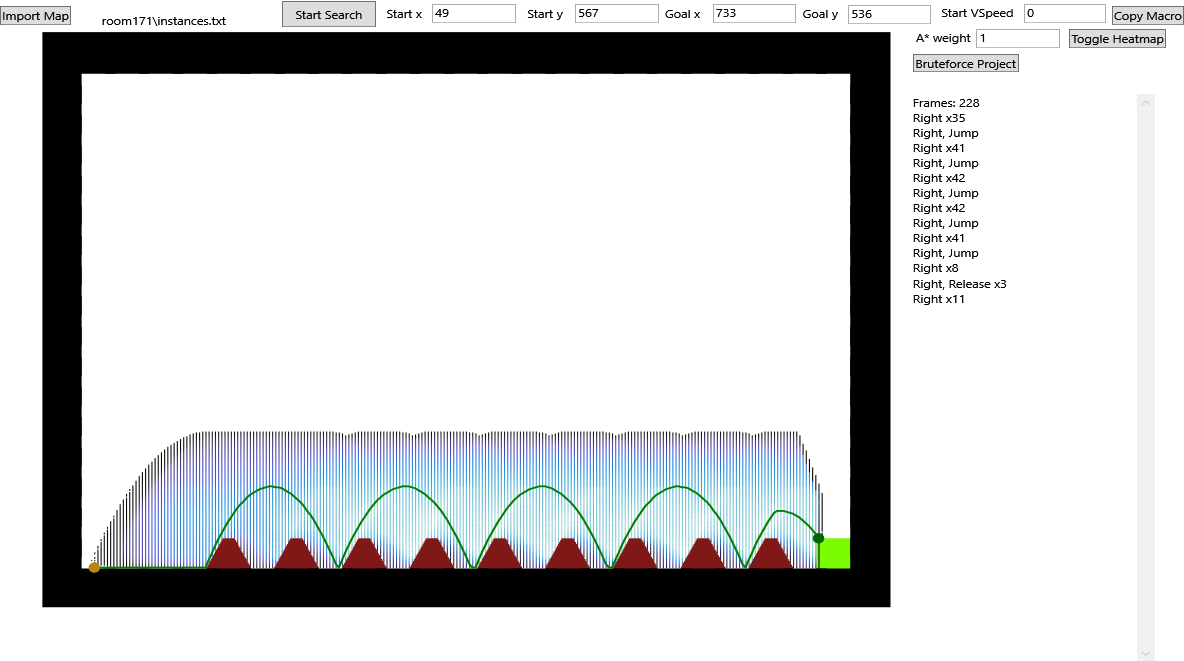 Import Map
room171\instances.txt
Start Search
Start x 49
Start y 567
Goal x 733
Goal y 536
Start VSpeed 0
Copy Macro
A* weight 1
Toggle Heatmap
Bruteforce Project
Frames: 228
Right x35
Right, Jump
Right x41
Right, Jump
Right x42
Right, Jump
Right x42
Right, Jump
Right x41
Right, Jump
Right x8
Right, Release x3
Right x11